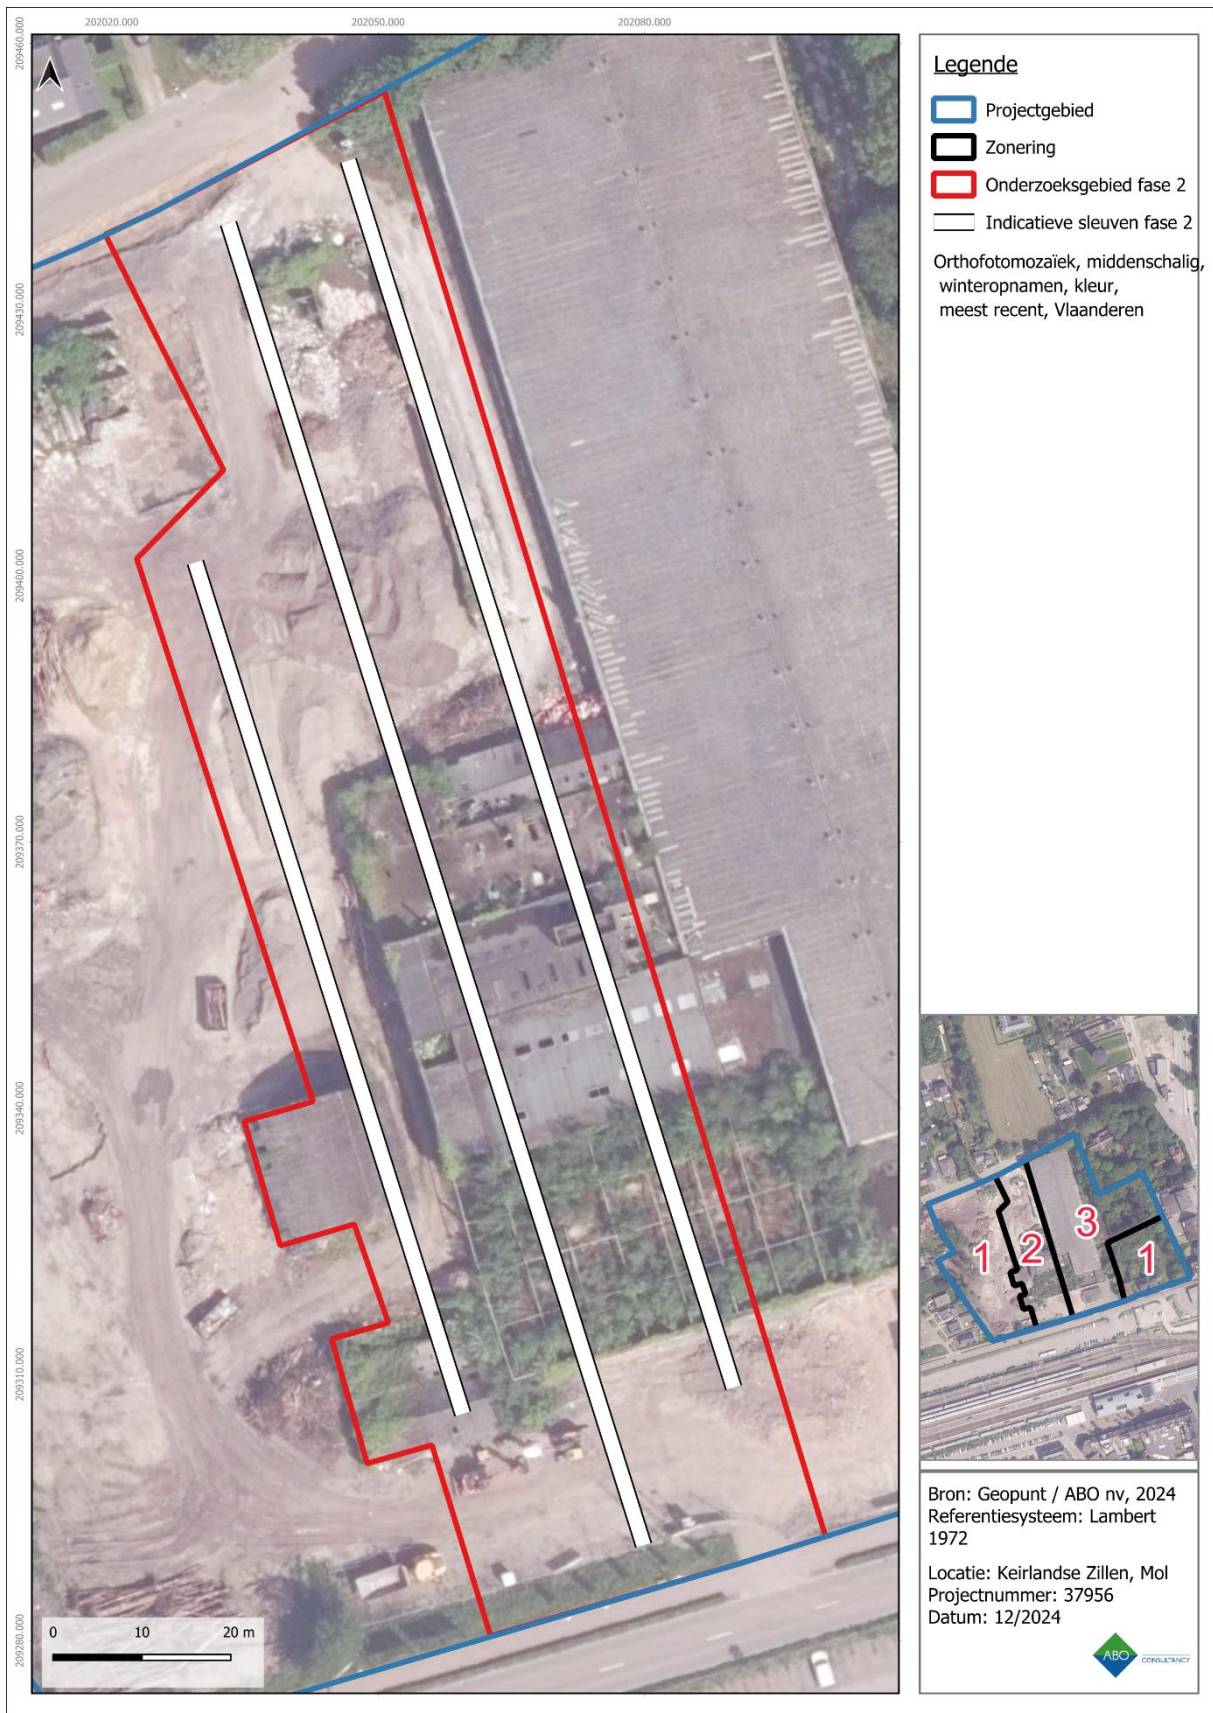 202020.000 202050.000 202080.000
209460.000
209430.000
209400.000
209370.000
209340.000
209310.000
209280.000
0 10 20 m
Legende
Projectgebied
Zonering
Onderzoeksgebied fase 2
Indicatieve sleuven fase 2
Orthofotomozaïek, middenschalig,
winteropnamen, kleur,
meest recent, Vlaanderen
1
2
3
1
Bron: Geopunt / ABO nv, 2024
Referentiesysteem: Lambert
1972
Locatie: Keirlandse Zillen, Mol
Projectnummer: 37956
Datum: 12/2024
ABO CONSULTANCY